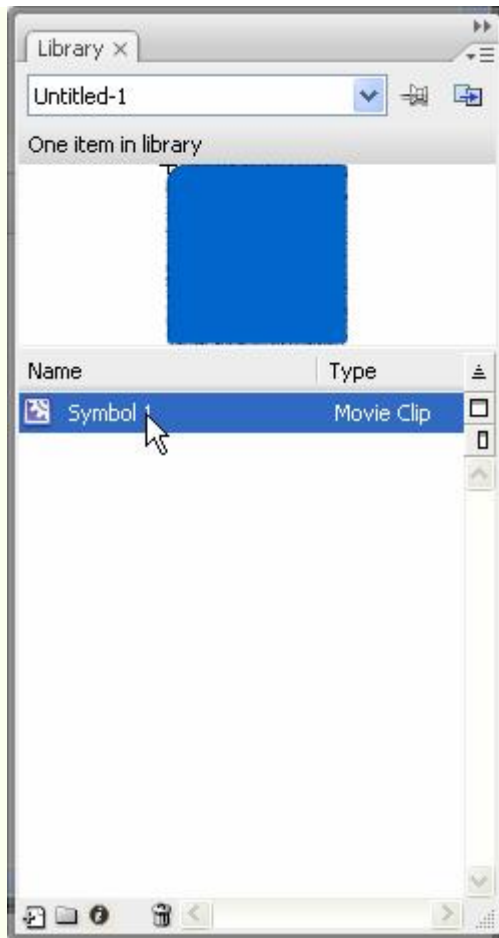 Library
Untitled-1
One item in library
Name Type
Symbol 1 Movie Clip